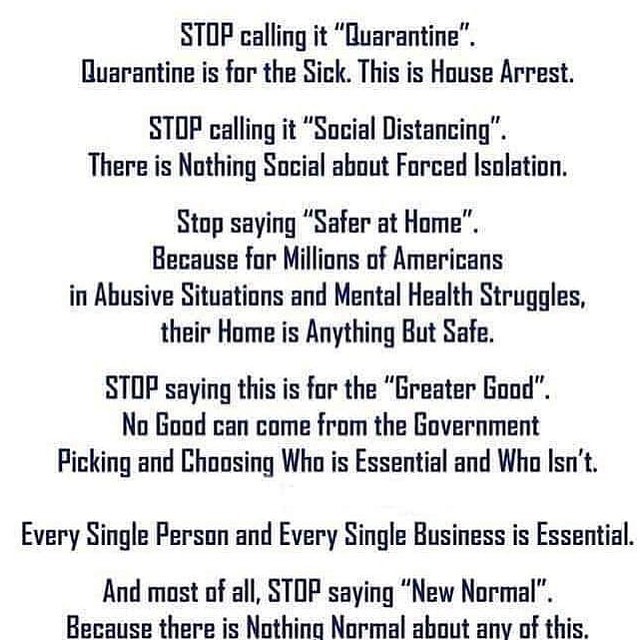 STOP calling it “Quarantine”.
Quarantine is for the Sick. This is House Arrest.
STOP calling it “Social Distancing”.
There is Nothing Social about Forced Isolation.
Stop saying “Safer at Home”.
Because for Millions of Americans
in Abusive Situations and Mental Health Struggles,
their Home is Anything But Safe.
STOP saying this is for the “Greater Good”.
No Good can come from the Government
Picking and Choosing Who is Essential and Who Isn’t.
Every Single Person and Every Single Business is Essential.
And most of all, STOP saying “New Normal”.
Because there is Nothing Normal about any of this.